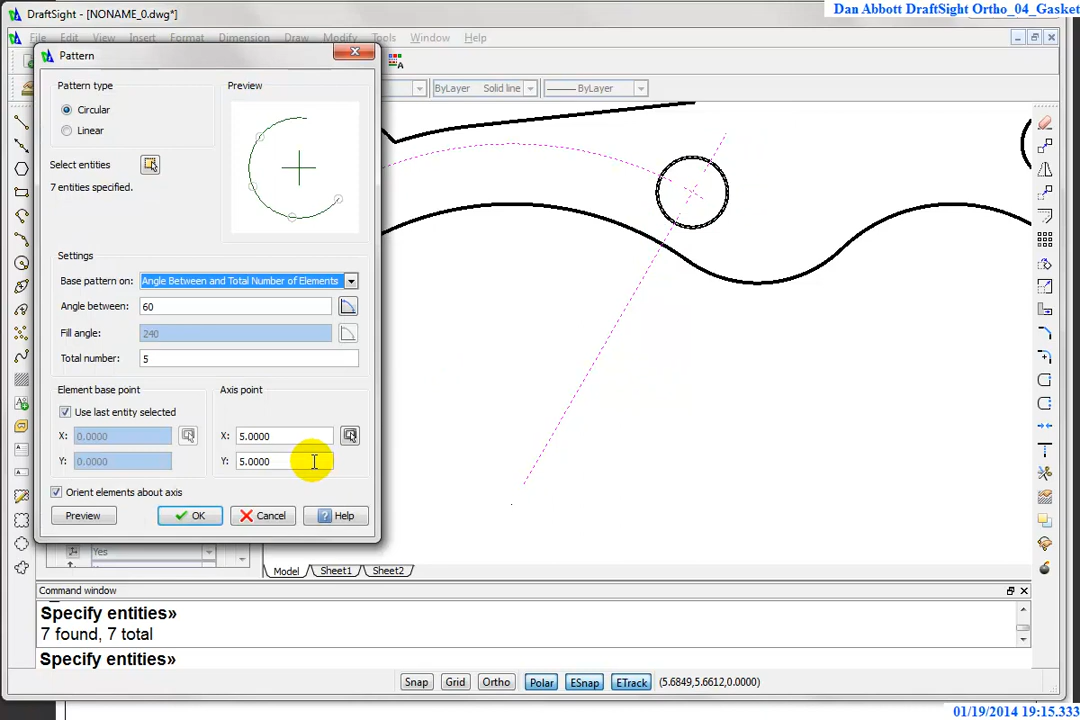 Dan Abbott DraftSight Ortho_04_Gasket
DraftSight - [NONAME_0.dwg*]
File Edit View Insert Format Dimension Draw Modify Tools Window Help
Pattern
ByLayer Solid line
ByLayer
Pattern type
Circular
Linear
Preview
Select entities
7 entities specified.
Settings
Base pattern on: Angle Between and Total Number of Elements
Angle between: 60
Fill angle: 240
Total number: 5
Element base point
Axis point
Use last entity selected
X: 0.0000
X: 5.0000
Y: 0.0000
Y: 5.0000
Orient elements about axis
Preview OK Cancel Help
Yes
Model Sheet1 Sheet2
Command window
Specify entities»
7 found, 7 total
Specify entities»
Snap Grid Ortho Polar ESnap ETrack (5.6849,5.6612,0.0000)
01/19/2014 19:15.333